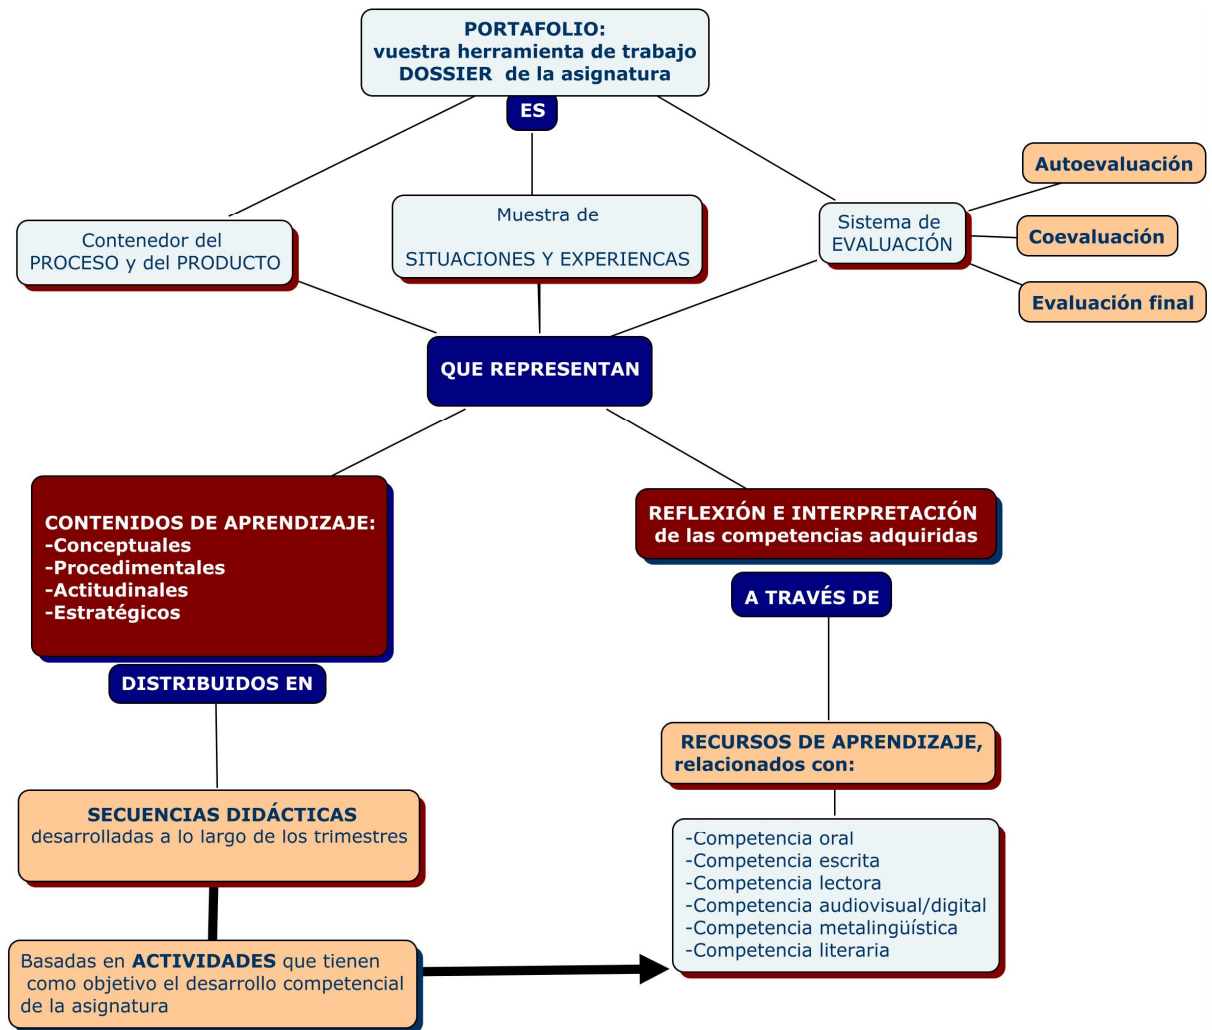 PORTAFOLIO:
vuestra herramienta de trabajo
DOSSIER de la asignatura
ES
Contenedor del
PROCESO y del PRODUCTO
Muestra de
SITUACIONES Y EXPERIENCAS
Sistema de
EVALUACIÓN
Autoevaluación
Coevaluación
Evaluación final
QUE REPRESENTAN
CONTENIDOS DE APRENDIZAJE:
-Conceptuales
-Procedimentales
-Actitudinales
-Estratégicos
DISTRIBUIDOS EN
SECUENCIAS DIDÁCTICAS
desarrolladas a lo largo de los trimestres
Basadas en ACTIVIDADES que tienen
como objetivo el desarrollo competencial
de la asignatura
REFLEXIÓN E INTERPRETACIÓN
de las competencias adquiridas
A TRAVÉS DE
RECURSOS DE APRENDIZAJE,
relacionados con:
-Competencia oral
-Competencia escrita
-Competencia lectora
-Competencia audiovisual/digital
-Competencia metalingüística
-Competencia literaria